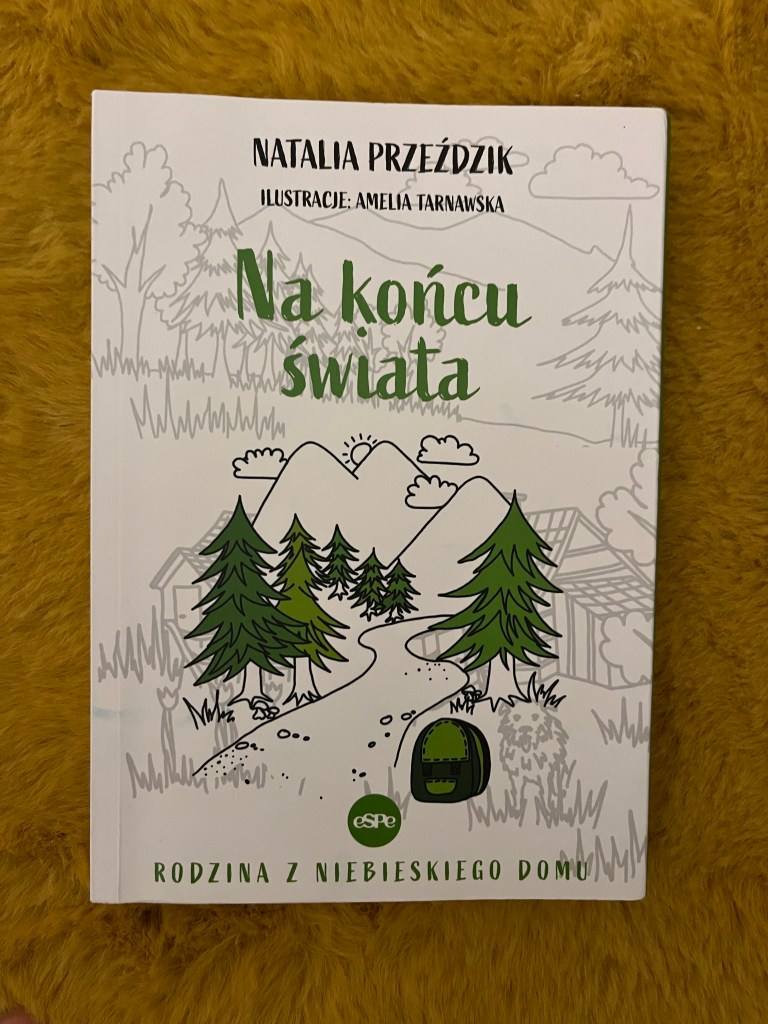 NATALIA PRZEŹDZIK
ILUSTRACJE: AMELIA TARNAWSKA
Na końcu
świata
eSPe
RODZINA Z NIEBIESKIEGO DOMU